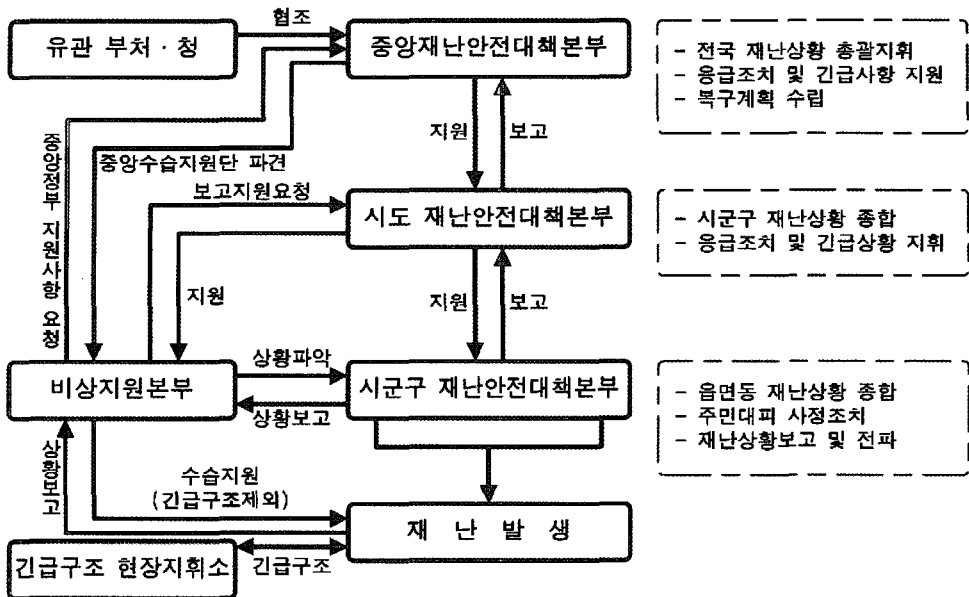 협조
유관 부처 · 청
중앙재난안전대책본부
- 전국 재난상황 총괄지휘
- 응급조치 및 긴급사항 지원
- 복구계획 수립
지원
보고
중앙정부 지원사항 요청
중앙수습지원단 파견
보고지원요청
시도 재난안전대책본부
- 시군구 재난상황 종합
- 응급조치 및 긴급상황 지휘
지원
지원
보고
상황파악
비상지원본부
시군구 재난안전대책본부
상황보고
- 읍면동 재난상황 종합
- 주민대피 사정조치
- 재난상황보고 및 전파
상황보고
수습지원
(긴급구조제외)
재 난 발 생
긴급구조 현장지휘소
긴급구조